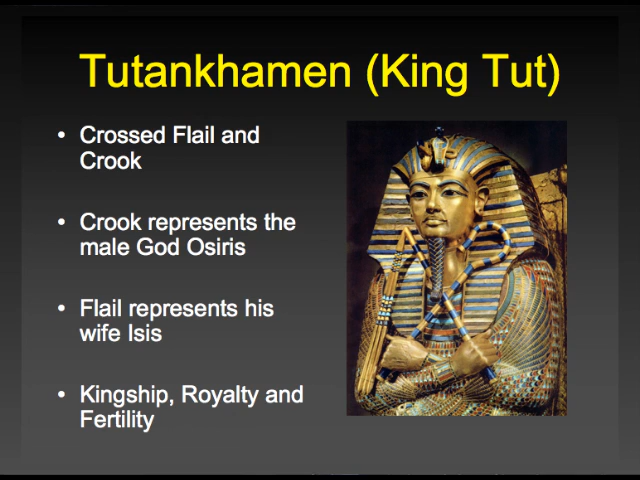 Tutankhamen (King Tut)
• Crossed Flail and
Crook
• Crook represents the
male God Osiris
• Flail represents his
wife Isis
• Kingship, Royalty and
Fertility